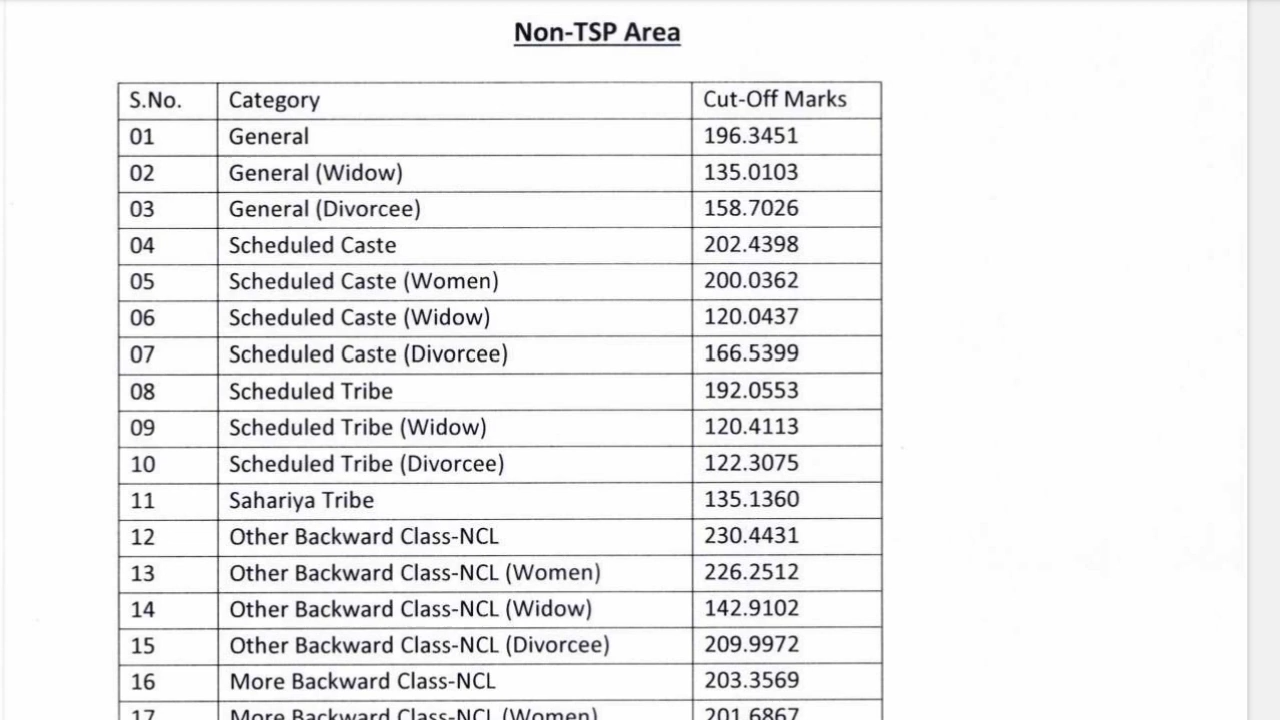 Non-TSP Area
S.No. Category Cut-Off Marks
01 General 196.3451
02 General (Widow) 135.0103
03 General (Divorcee) 158.7026
04 Scheduled Caste 202.4398
05 Scheduled Caste (Women) 200.0362
06 Scheduled Caste (Widow) 120.0437
07 Scheduled Caste (Divorcee) 166.5399
08 Scheduled Tribe 192.0553
09 Scheduled Tribe (Widow) 120.4113
10 Scheduled Tribe (Divorcee) 122.3075
11 Sahariya Tribe 135.1360
12 Other Backward Class-NCL 230.4431
13 Other Backward Class-NCL (Women) 226.2512
14 Other Backward Class-NCL (Widow) 142.9102
15 Other Backward Class-NCL (Divorcee) 209.9972
16 More Backward Class-NCL 203.3569
17 More Backward Class-NCL (Women) 201.6867